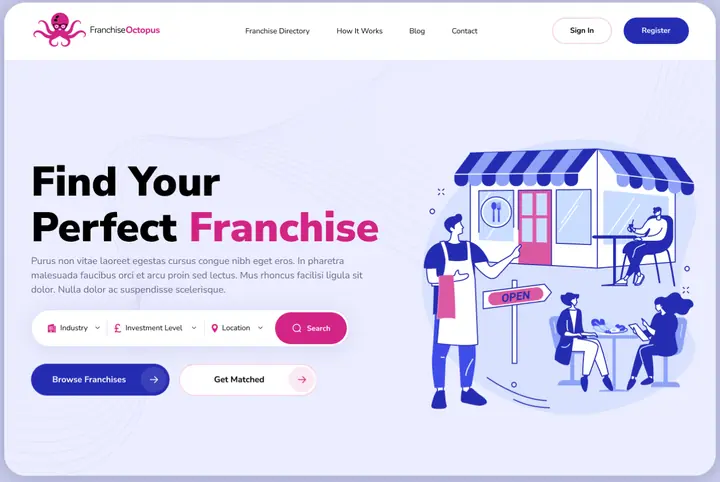 FranchiseOctopus
Franchise Directory
How It Works
Blog
Contact
Sign In
Register
Find Your
Perfect Franchise
Purus non vitae laoreet egestas cursus congue nibh eget eros. In pharetra
malesuada faucibus orci et arcu proin sed lectus. Mus rhoncus facilisi ligula sit
dolor. Nulla dolor ac suspendisse scelerisque.
Industry
£ Investment Level
Location
Search
Browse Franchises
Get Matched
OPEN